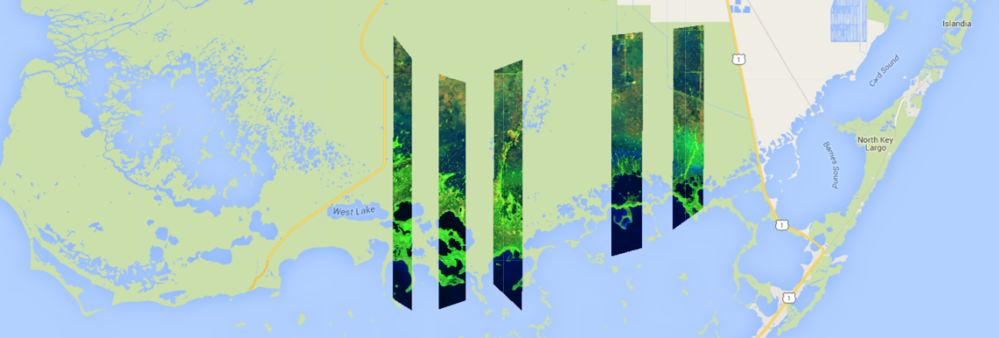 Islandia
1
Card Sound
North Key
Largo
Barnes Sound
West Lake
1
1